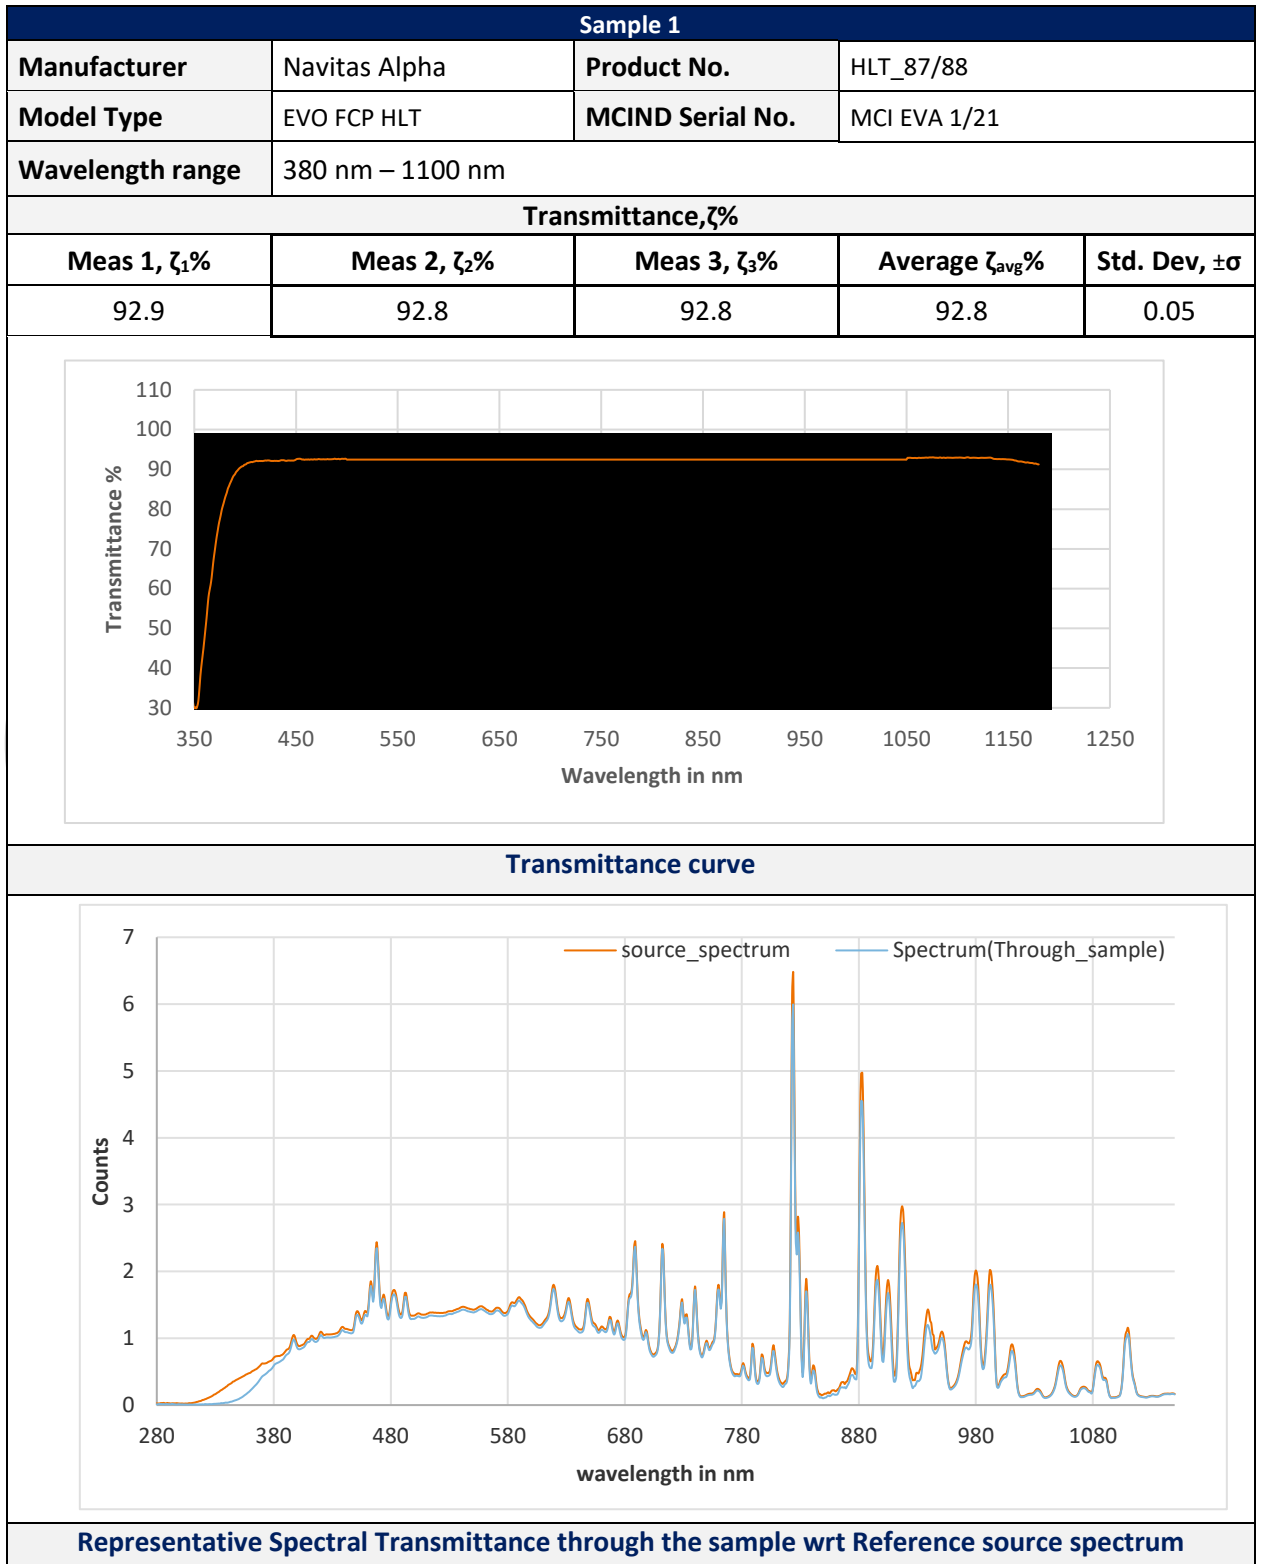 Sample 1
Manufacturer Navitas Alpha Product No. HLT_87/88
Model Type EVO FCP HLT MCIND Serial No. MCI EVA 1/21
Wavelength range 380 nm – 1100 nm
Transmittance,ζ%
Meas 1, ζ₁% Meas 2, ζ₂% Meas 3, ζ₃% Average ζavg% Std. Dev, ±σ
92.9 92.8 92.8 92.8 0.05
110
100
90
80
70
60
50
40
30
Transmittance %
350 450 550 650 750 850 950 1050 1150 1250
Wavelength in nm
Transmittance curve
source_spectrum Spectrum(Through_sample)
7
6
5
4
3
2
1
0
Counts
280 380 480 580 680 780 880 980 1080
wavelength in nm
Representative Spectral Transmittance through the sample wrt Reference source spectrum